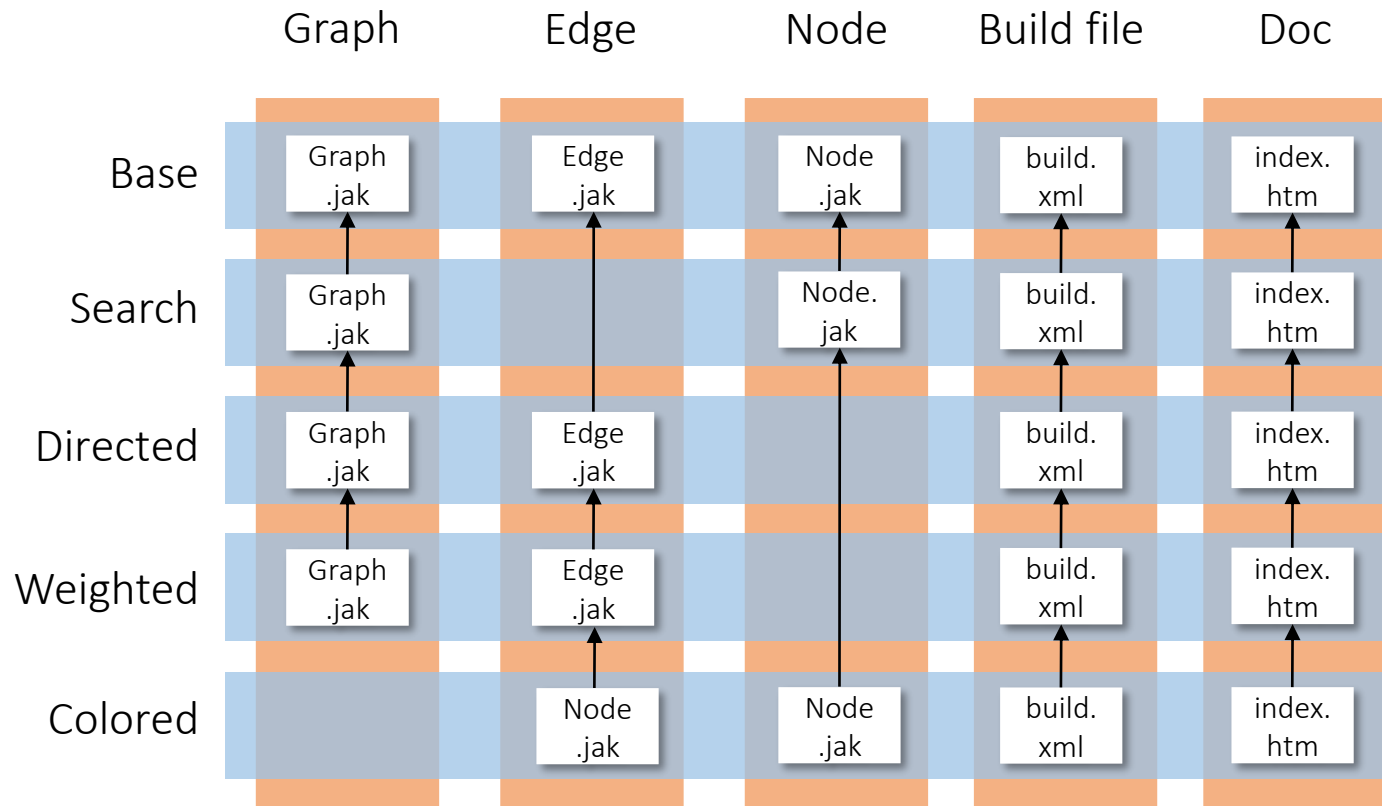 Graph Edge Node Build file Doc
Base
Graph
.jak
Edge
.jak
Node
.jak
build.
xml
index.
htm
Search
Graph
.jak
Node.
jak
build.
xml
index.
htm
Directed
Graph
.jak
Edge
.jak
build.
xml
index.
htm
Weighted
Graph
.jak
Edge
.jak
build.
xml
index.
htm
Colored
Node
.jak
Node
.jak
build.
xml
index.
htm